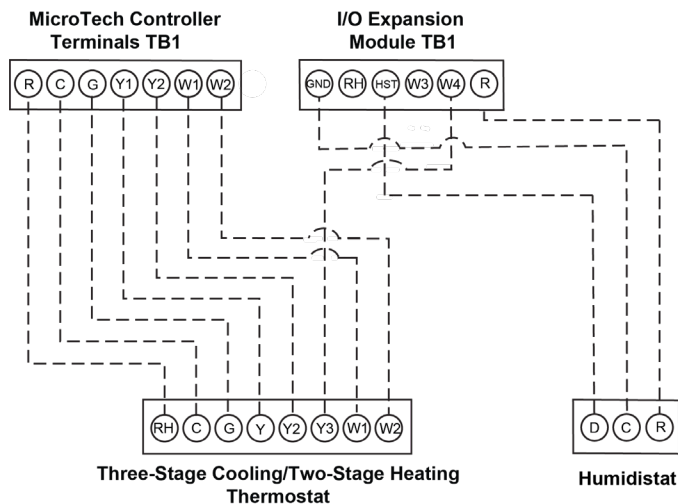 MicroTech Controller
Terminals TB1
I/O Expansion
Module TB1
R C G Y1 Y2 W1 W2
GND RH HST W3 W4 R
RH C G Y Y2 Y3 W1 W2
D C R
Three-Stage Cooling/Two-Stage Heating
Thermostat
Humidistat